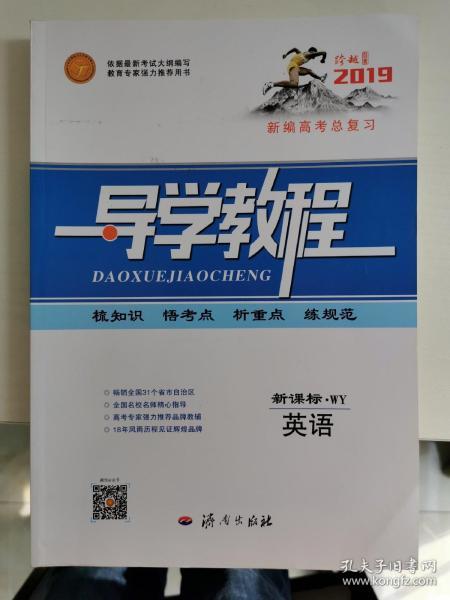 依据最新考试大纲编写
教育专家强力推荐用书
跨越
2019
新编高考总复习
导学教程
DAOXUEJIAOCHENG
梳知识 悟考点 析重点 练规范
◎ 畅销全国31个省市自治区
◎ 全国名校名师精心指导
◎ 高考专家强力推荐品牌教辅
◎ 18年风雨历程见证辉煌品牌
新课标·WY
英语
济南出版社
孔夫子旧书网
www.kongfz.com